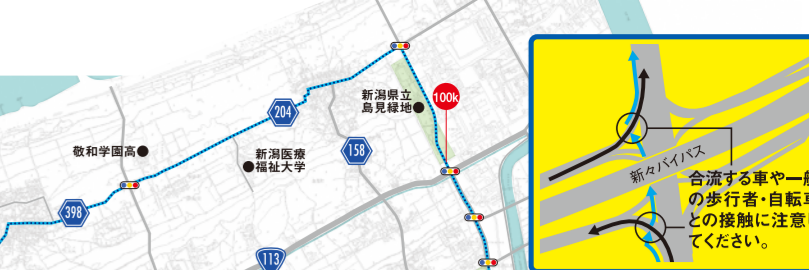 新潟県立
島見緑地
100k
204
敬和学園高
新潟医療
福祉大学
158
398
113
新々バイパス
合流する車や一般
の歩行者・自転車
との接触に注意し
てください。